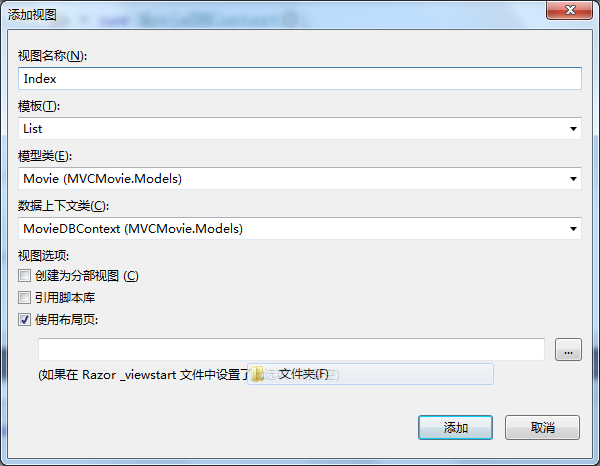 添加视图
new MovieDBContext();
视图名称(N):
Index
模板(T):
List
模型类(E):
Movie (MVCMovie.Models)
数据上下文类(C):
MovieDBContext (MVCMovie.Models)
视图选项:
创建为分部视图 (C)
引用脚本库
使用布局页:
...
(如果在 Razor _viewstart 文件中设置了
文件夹(F)
添加
取消